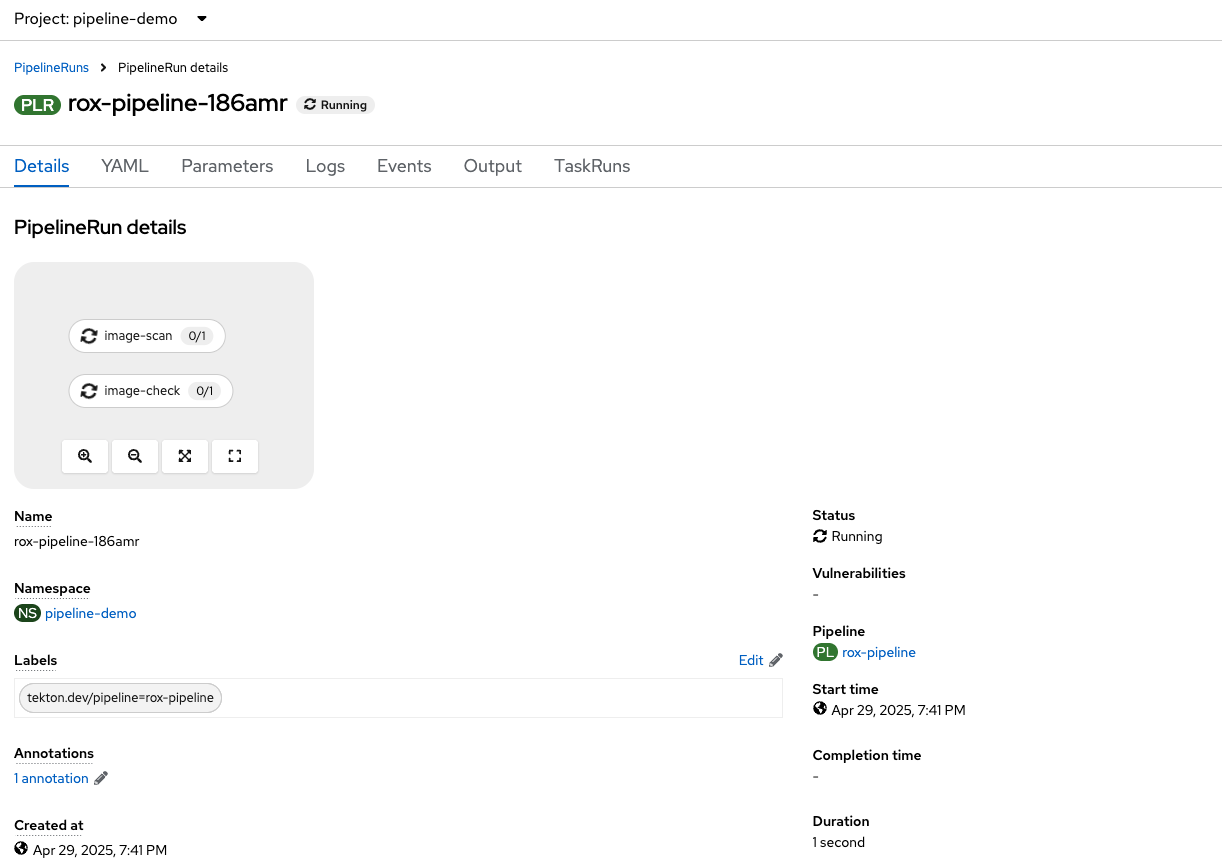 Project: pipeline-demo
PipelineRuns > PipelineRun details
PLR rox-pipeline-186amr Running
Details YAML Parameters Logs Events Output TaskRuns
PipelineRun details
image-scan 0/1
image-check 0/1
Name
rox-pipeline-186amr
Namespace
NS pipeline-demo
Labels Edit
tekton.dev/pipeline=rox-pipeline
Annotations
1 annotation
Created at
Apr 29, 2025, 7:41 PM
Status
Running
Vulnerabilities
-
Pipeline
PL rox-pipeline
Start time
Apr 29, 2025, 7:41 PM
Completion time
-
Duration
1 second